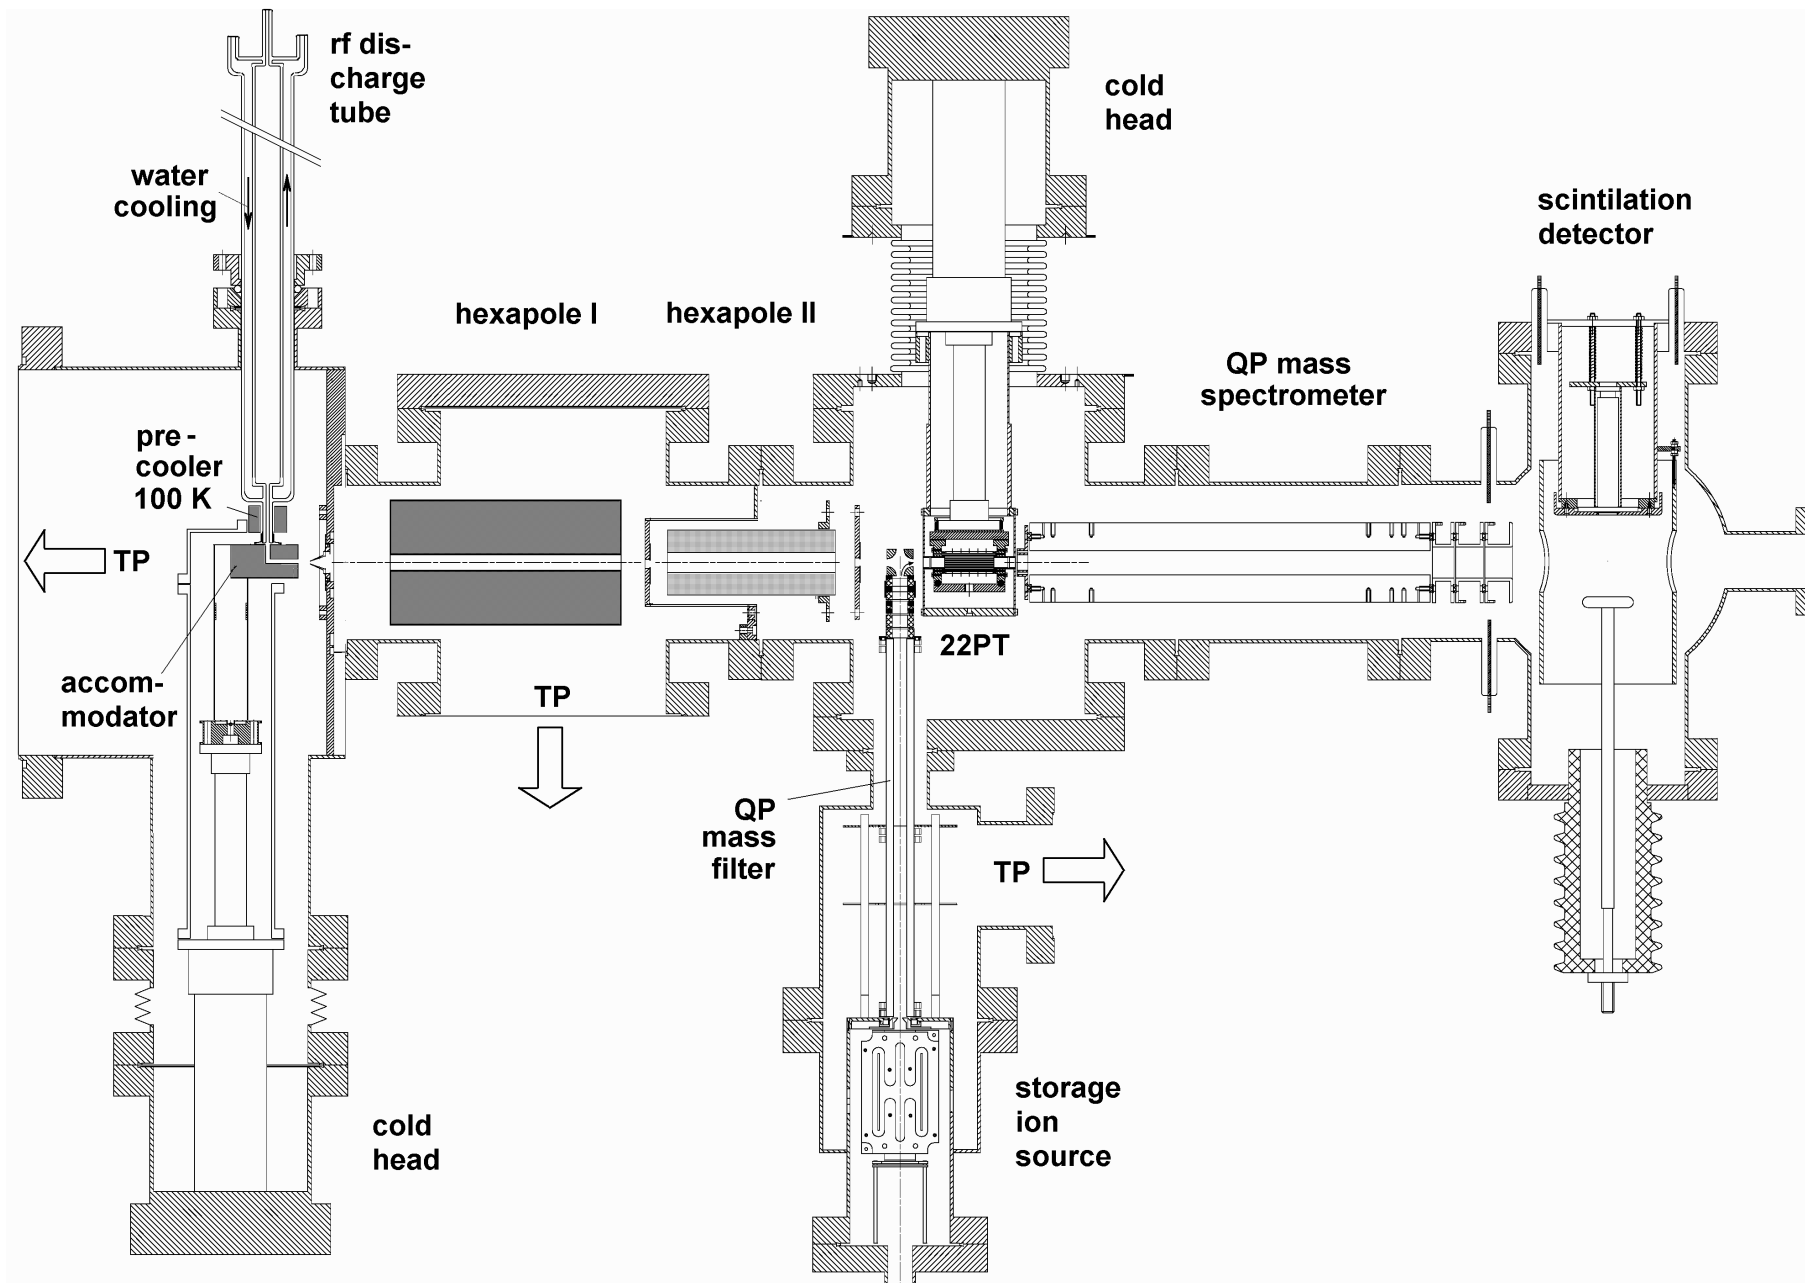 rf dis-
charge
tube
water
cooling
pre-
cooler
100 K
TP
accom-
modator
cold
head
hexapole I
hexapole II
TP
cold
head
22PT
QP
mass
filter
TP
storage
ion
source
QP mass
spectrometer
scintilation
detector